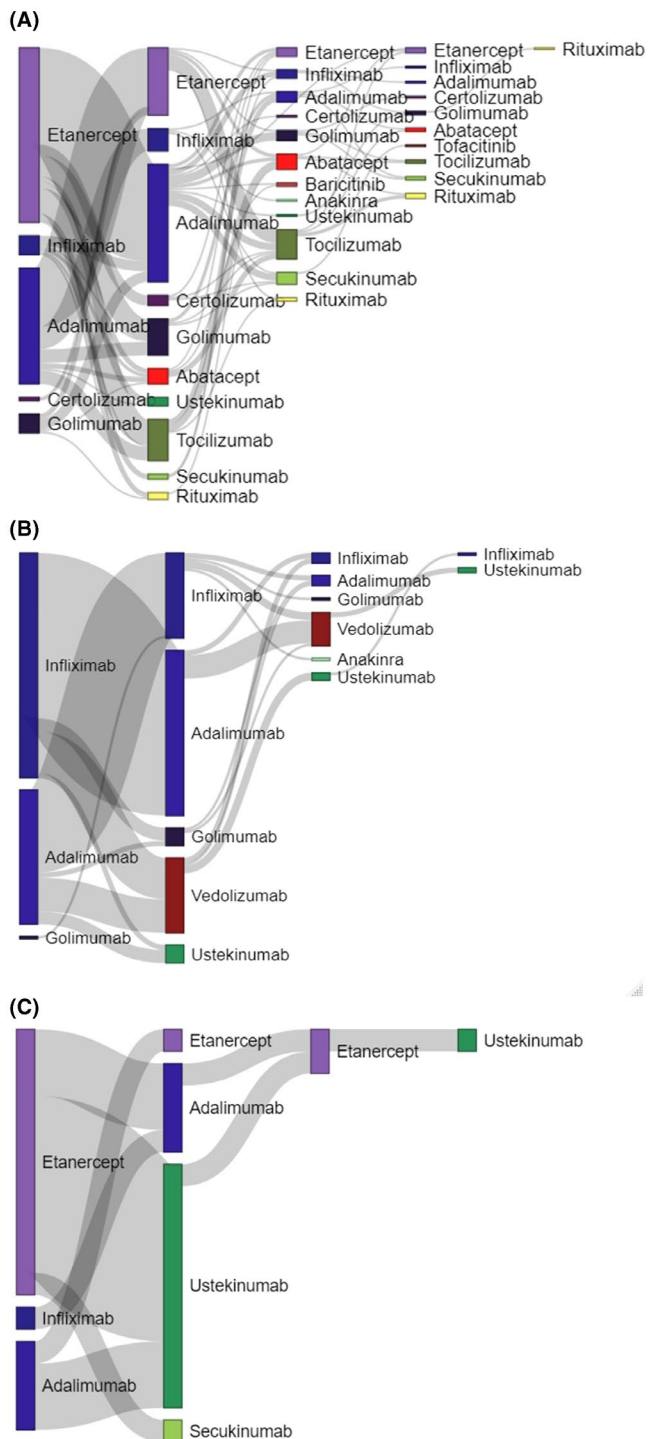 (A)
Etanercept
Infliximab
Adalimumab
Certolizumab
Golimumab
Etanercept
Infliximab
Adalimumab
Certolizumab
Golimumab
Abatacept
Ustekinumab
Tocilizumab
Secukinumab
Rituximab
Etanercept
Infliximab
Adalimumab
Certolizumab
Golimumab
Abatacept
Baricitinib
Anakinra
Ustekinumab
Tocilizumab
Secukinumab
Rituximab
Etanercept
Infliximab
Adalimumab
Certolizumab
Golimumab
Abatacept
Tofacitinib
Tocilizumab
Secukinumab
Rituximab
Rituximab
(B)
Infliximab
Adalimumab
Golimumab
Infliximab
Adalimumab
Golimumab
Vedolizumab
Ustekinumab
Infliximab
Adalimumab
Golimumab
Vedolizumab
Anakinra
Ustekinumab
Infliximab
Ustekinumab
(C)
Etanercept
Infliximab
Adalimumab
Etanercept
Adalimumab
Ustekinumab
Secukinumab
Etanercept
Ustekinumab